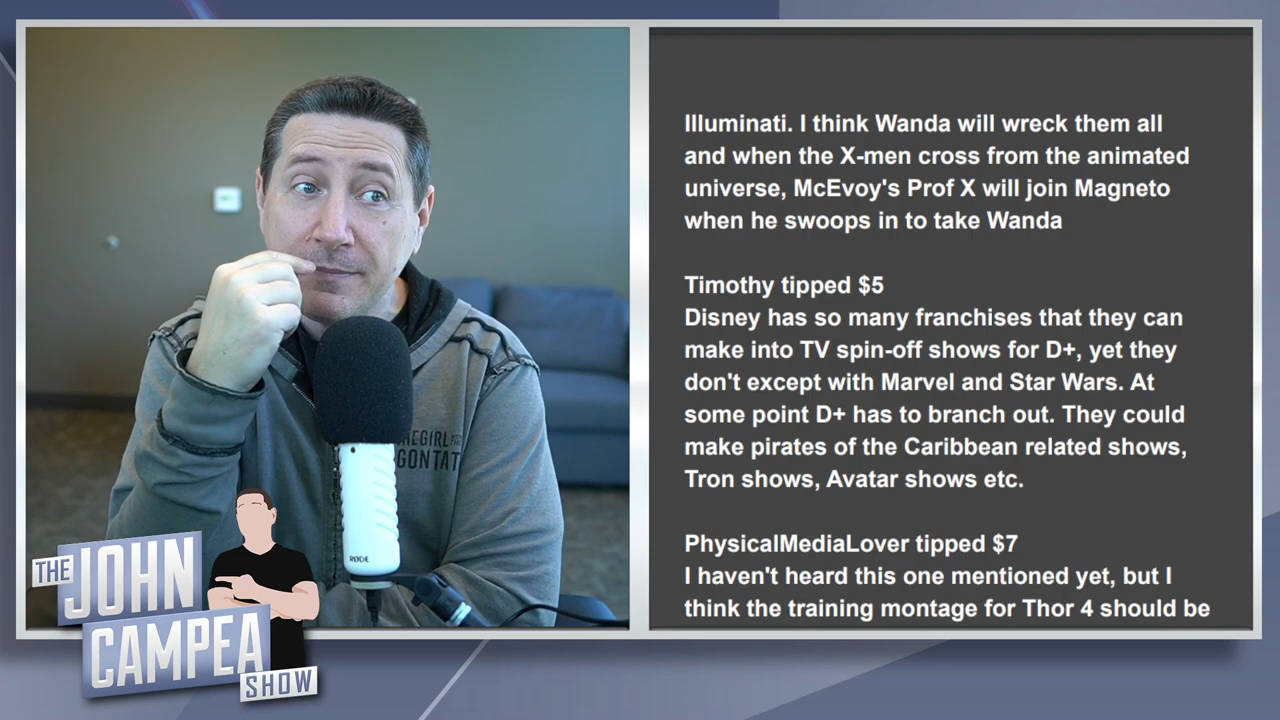 Illuminati. I think Wanda will wreck them all
and when the X-men cross from the animated
universe, McEvoy's Prof X will join Magneto
when he swoops in to take Wanda
Timothy tipped $5
Disney has so many franchises that they can
make into TV spin-off shows for D+, yet they
don't except with Marvel and Star Wars. At
some point D+ has to branch out. They could
make pirates of the Caribbean related shows,
Tron shows, Avatar shows etc.
PhysicalMediaLover tipped $7
I haven't heard this one mentioned yet, but I
think the training montage for Thor 4 should be
RØDE
THE
JOHN
CAMPEA
SHOW